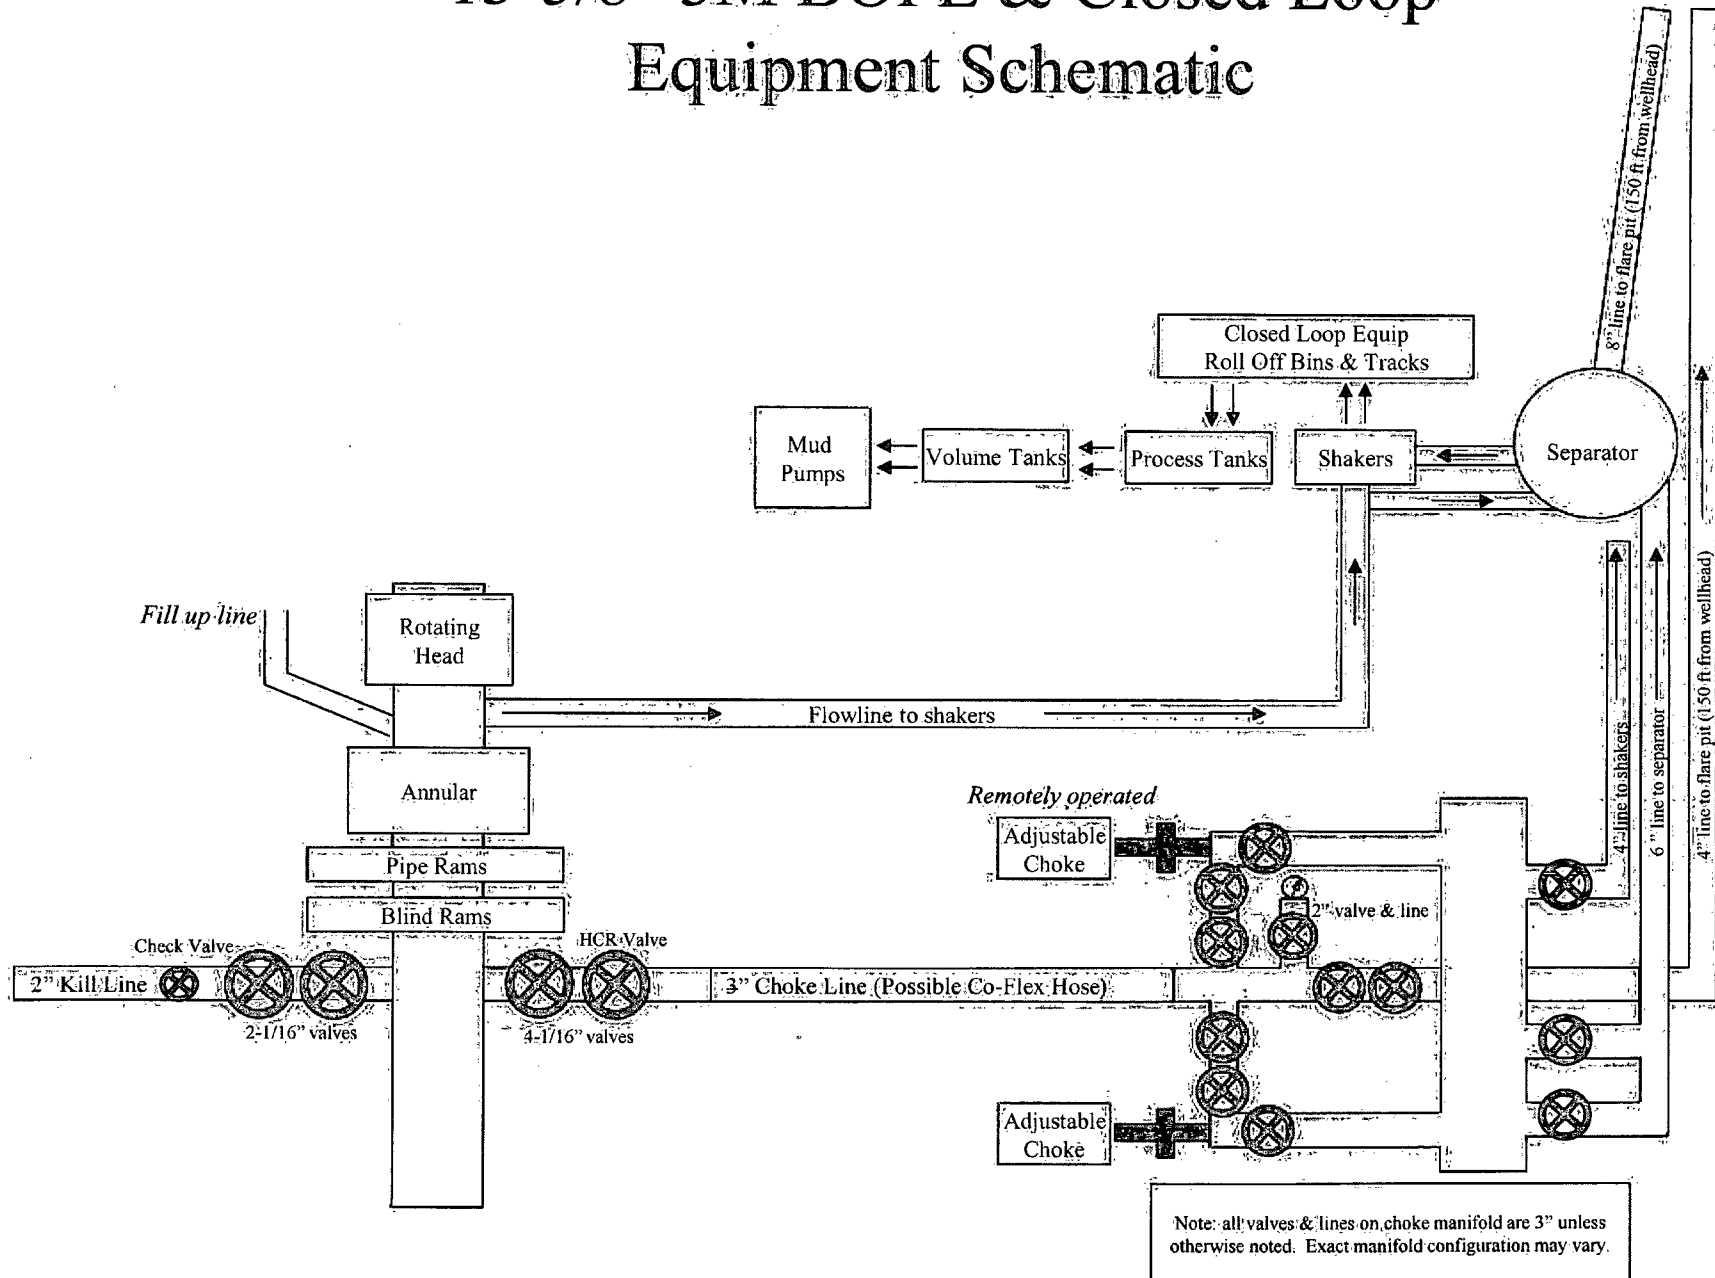 Equipment Schematic
8" line to flare pit (150 ft from wellhead)
Closed Loop Equip
Roll Off Bins & Tracks
Mud
Pumps
Volume Tanks
Process Tanks
Shakers
Separator
Fill up line
Rotating
Head
Flowline to shakers
Annular
Pipe Rams
Blind Rams
Remotely operated
Adjustable
Choke
2" valve & line
4" line to shakers
6" line to separator
4" line to flare pit (150 ft from wellhead)
Check Valve
HCR Valve
2" Kill Line
3" Choke Line (Possible Co-Flex Hose)
2-1/16" valves
4-1/16" valves
Adjustable
Choke
Note: all valves & lines on choke manifold are 3" unless
otherwise noted. Exact manifold configuration may vary.